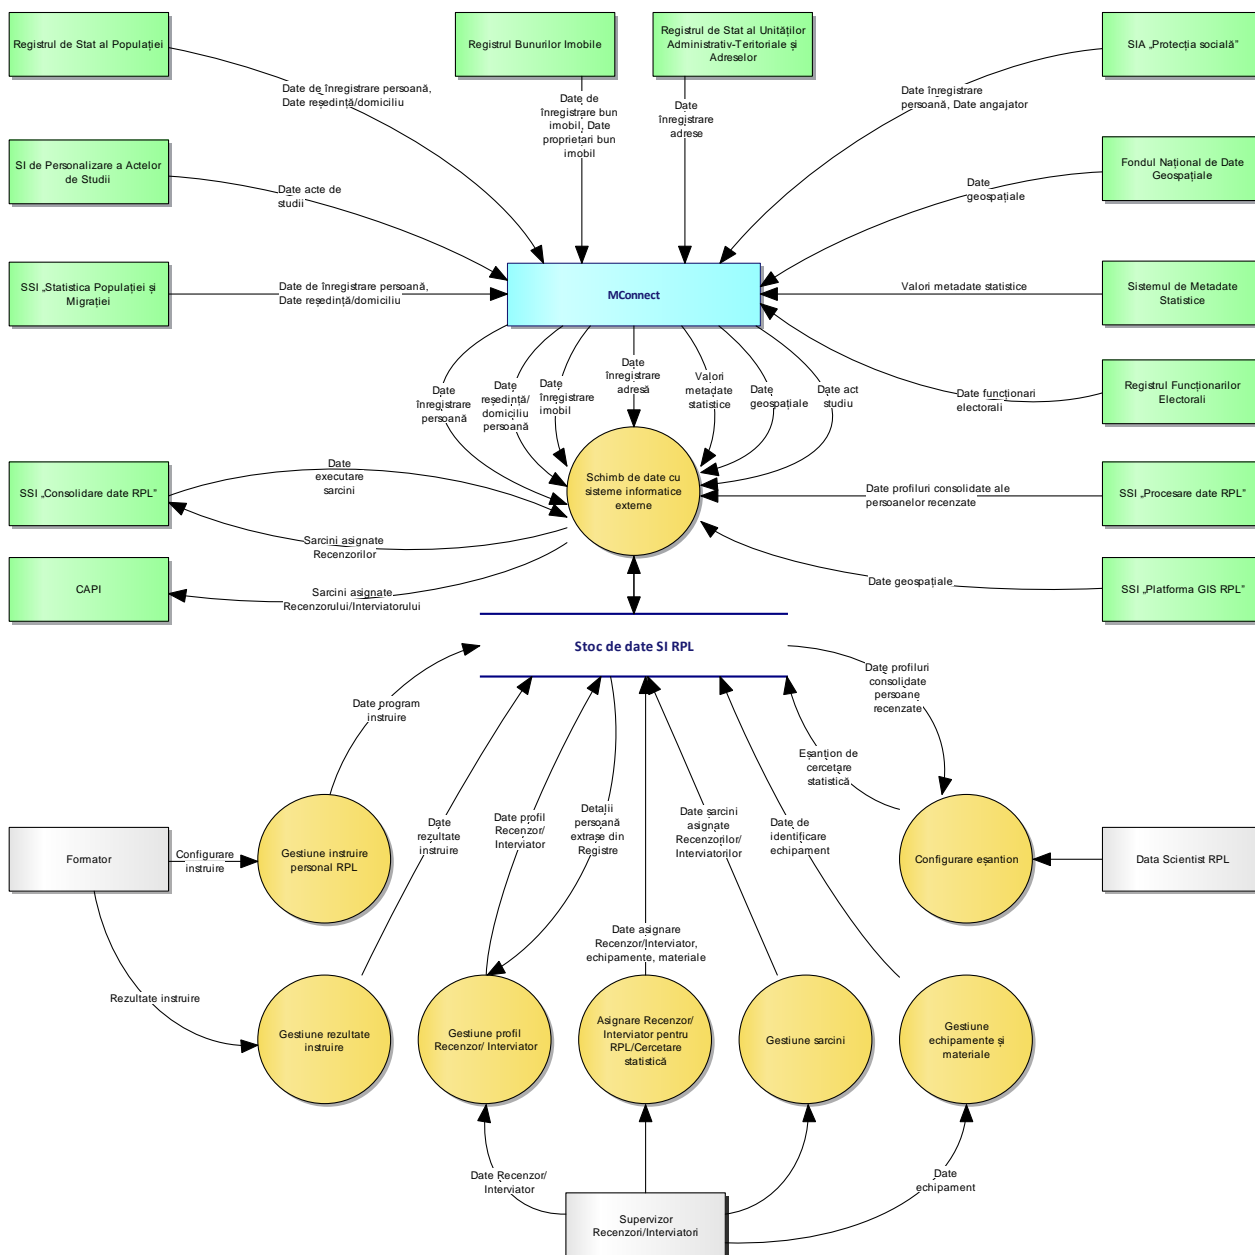 Registrul de Stat al Populației
Registrul Bunurilor Imobile
Registrul de Stat al Unităților
Administrativ-Teritoriale și
Adreselor
SIA „Protecția socială”
Date de înregistrare persoană,
Date reședință/domiciliu
Date de
înregistrare bun
imobil, Date
proprietari bun
imobil
Date
înregistrare
adrese
Date înregistrare
persoană, Date angajator
SI de Personalizare a Actelor
de Studii
Date acte de
studii
Fondul Național de Date
Geospațiale
Date
geospațiale
SSI „Statistica Populației și
Migrației
Date de înregistrare persoană,
Date reședință/domiciliu
MConnect
Valori metadate statistice
Sistemul de Metadate
Statistice
Registrul Funcționarilor
Electorali
Date funcționari
electorali
Date
înregistrare
persoană
Date
reședință/
domiciliu
persoană
Date
înregistrare
imobil
Date
înregistrare
adresă
Valori
metadate
statistice
Date
geospațiale
Date act
studiu
SSI „Consolidare date RPL”
Date
executare
sarcini
Schimb de date cu
sisteme informatice
externe
Date profiluri consolidate ale
persoanelor recenzate
SSI „Procesare date RPL”
Sarcini asignate
Recenzorilor
CAPI
Sarcini asignate
Recenzorului/Interviatorului
Date geospațiale
SSI „Platforma GIS RPL”
Stoc de date SI RPL
Date program
instruire
Date profiluri
consolidate
persoane
recenzate
Eșantion de
cercetare
statistică
Formator
Configurare
instruire
Gestiune instruire
personal RPL
Date
rezultate
instruire
Date profil
Recenzor/
Interviator
Detalii
persoană
extrase din
Registre
Date sarcini
asignate
Recenzorilor/
Interviatorilor
Date de
identificare
echipament
Configurare eșantion
Data Scientist RPL
Date asignare
Recenzor/Interviator,
echipamente, materiale
Rezultate instruire
Gestiune rezultate
instruire
Gestiune profil
Recenzor/ Interviator
Asignare Recenzor/
Interviator pentru
RPL/Cercetare
statistică
Gestiune sarcini
Gestiune
echipamente și
materiale
Date Recenzor/
Interviator
Date
echipament
Supervizor
Recenzori/Interviatori